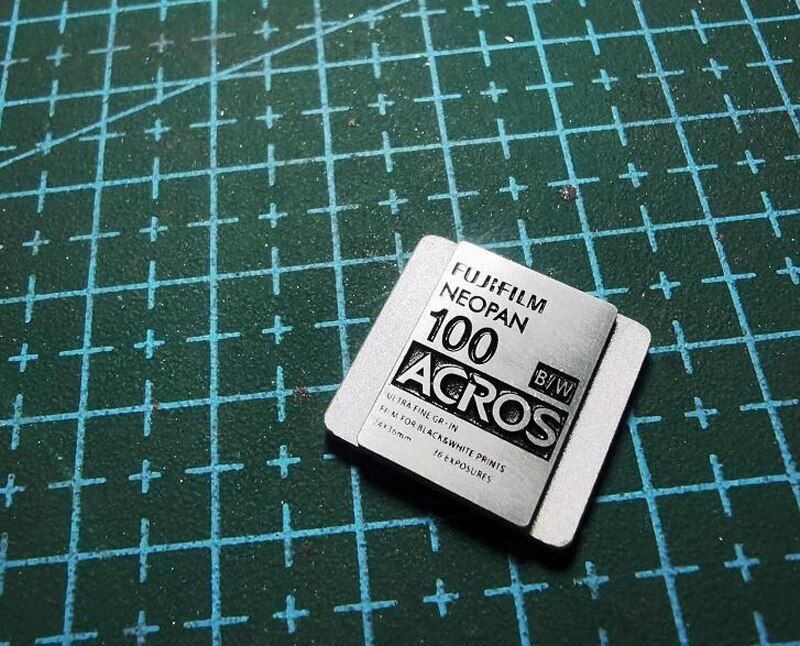 FUJIFILM
NEOPAN
100
B/W
ACROS
ULTRA FINE GRAIN
FILM FOR BLACK&WHITE PRINTS
24x36mm 36 EXPOSURES